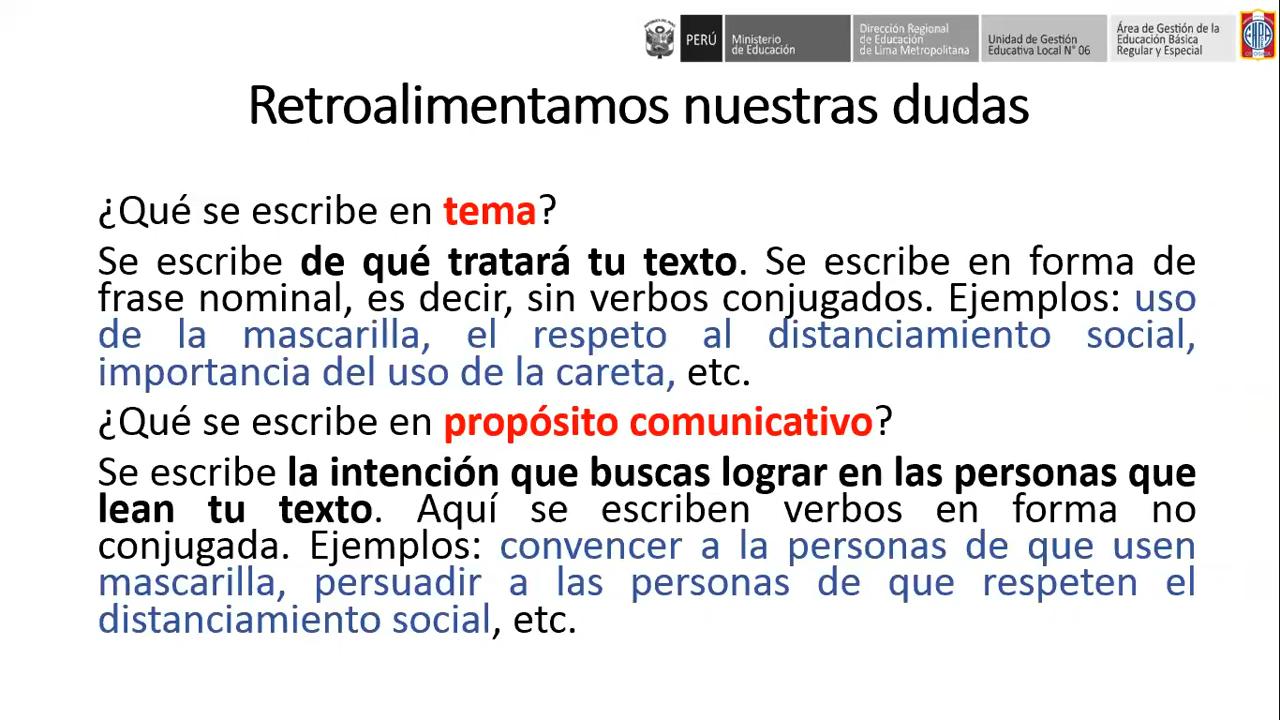 PERÚ
Ministerio
de Educación
Dirección Regional
de Educación
de Lima Metropolitana
Unidad de Gestión
Educativa Local N° 06
Área de Gestión de la
Educación Básica
Regular y Especial
Retroalimentamos nuestras dudas
¿Qué se escribe en tema?
Se escribe de qué tratará tu texto. Se escribe en forma de
frase nominal, es decir, sin verbos conjugados. Ejemplos: uso
de la mascarilla, el respeto al distanciamiento social,
importancia del uso de la careta, etc.
¿Qué se escribe en propósito comunicativo?
Se escribe la intención que buscas lograr en las personas que
lean tu texto. Aquí se escriben verbos en forma no
conjugada. Ejemplos: convencer a la personas de que usen
mascarilla, persuadir a las personas de que respeten el
distanciamiento social, etc.